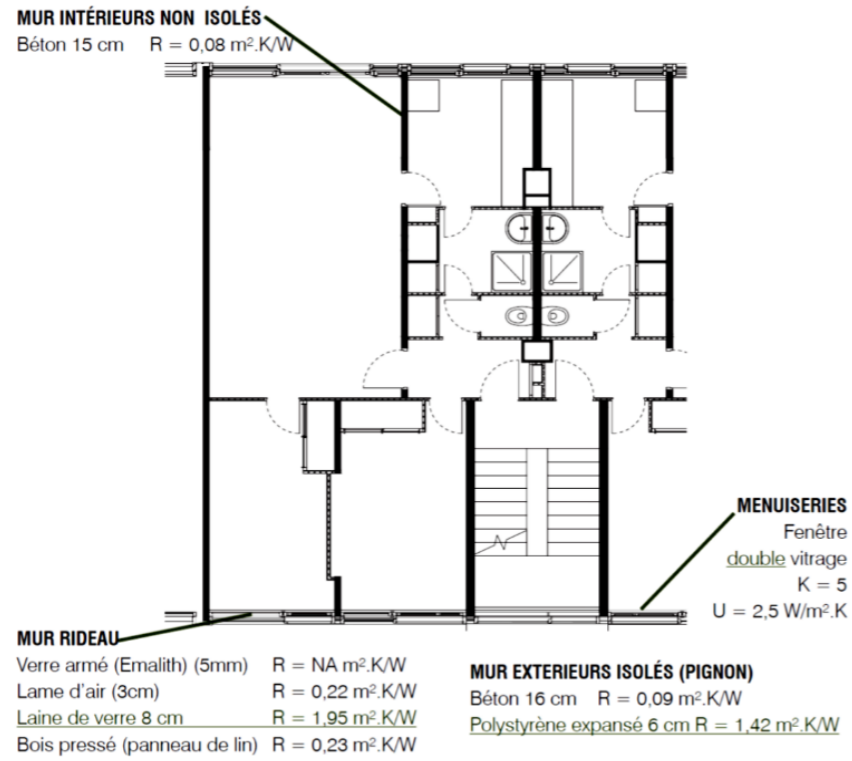 MUR INTÉRIEURS NON ISOLÉS
Béton 15 cm R = 0,08 m².K/W
MENUISERIES
Fenêtre
double vitrage
K = 5
U = 2,5 W/m².K
MUR RIDEAU
Verre armé (Emalith) (5mm) R = NA m².K/W
Lame d'air (3cm) R = 0,22 m².K/W
Laine de verre 8 cm R = 1,95 m².K/W
Bois pressé (panneau de lin) R = 0,23 m².K/W
MUR EXTERIEURS ISOLÉS (PIGNON)
Béton 16 cm R = 0,09 m².K/W
Polystyrène expansé 6 cm R = 1,42 m².K/W